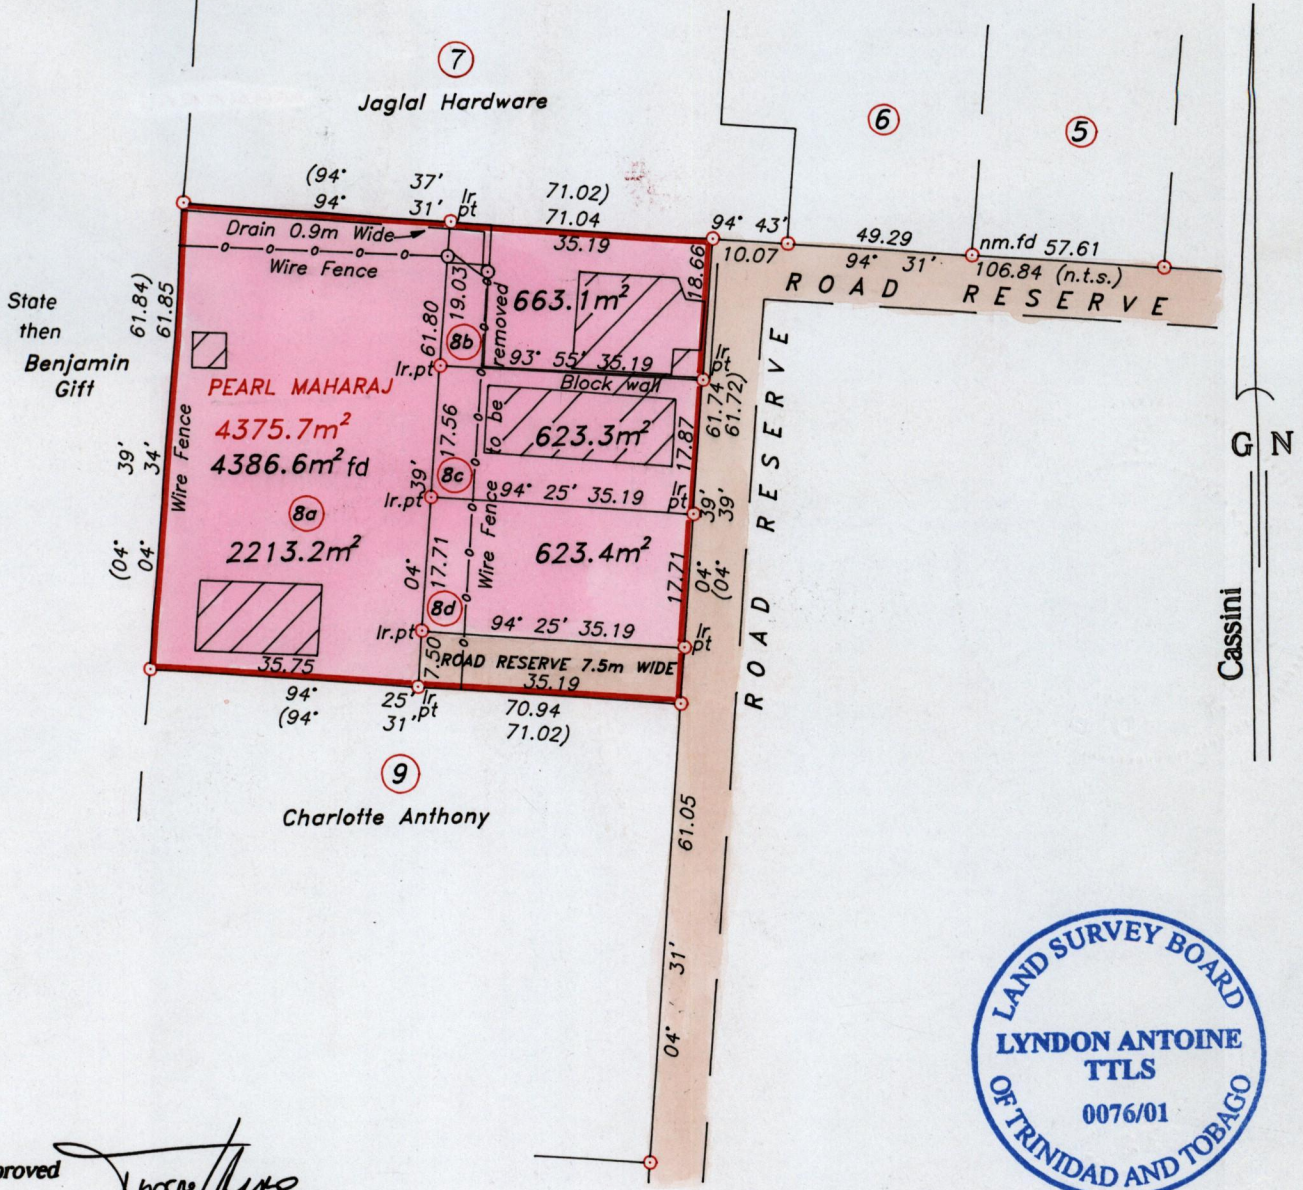 7
Jaglal Hardware
6
5
(94° 37' 71.02)
94° 31' 71.04
Ir.
pt
35.19
94° 43'
10.07
49.29
94° 31'
nm.fd 57.61
106.84 (n.t.s.)
ROAD RESERVE
Drain 0.9m Wide
Wire Fence
State
then
Benjamin
Gift
61.84)
61.85
39'
34'
(04°
04°
Wire Fence
PEARL MAHARAJ
4375.7m²
4386.6m² fd
8a
2213.2m²
61.80
19.03
8b
removed
663.1m²
18.66
Ir.pt
93° 55' 35.19
Block wall
Ir.
pt
61.74
61.72)
17.56
to be
623.3m²
17.87
39'
8c
Ir.pt
94° 25' 35.19
Ir.
pt
39'
39'
Wire Fence
623.4m²
04°
17.71
17.71
04°
(04°
8d
Ir.pt
94° 25' 35.19
Ir.
pt
7.50
ROAD RESERVE 7.5m WIDE
35.75
35.19
94° 25' 70.94
Ir.
pt
(94° 31' 71.02)
ROAD RESERVE
ROAD RESERVE
9
Charlotte Anthony
61.05
04° 31'
G N
Cassini
LAND SURVEY BOARD
LYNDON ANTOINE
TTLS
0076/01
OF TRINIDAD AND TOBAGO
proved